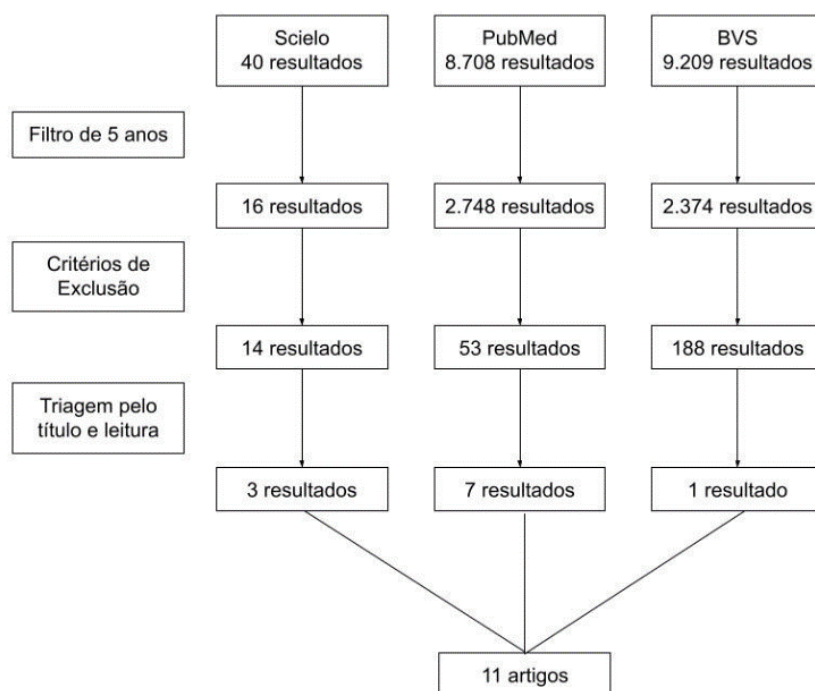 Scielo
40 resultados
PubMed
8.708 resultados
BVS
9.209 resultados
Filtro de 5 anos
16 resultados
2.748 resultados
2.374 resultados
Critérios de
Exclusão
14 resultados
53 resultados
188 resultados
Triagem pelo
título e leitura
3 resultados
7 resultados
1 resultado
11 artigos